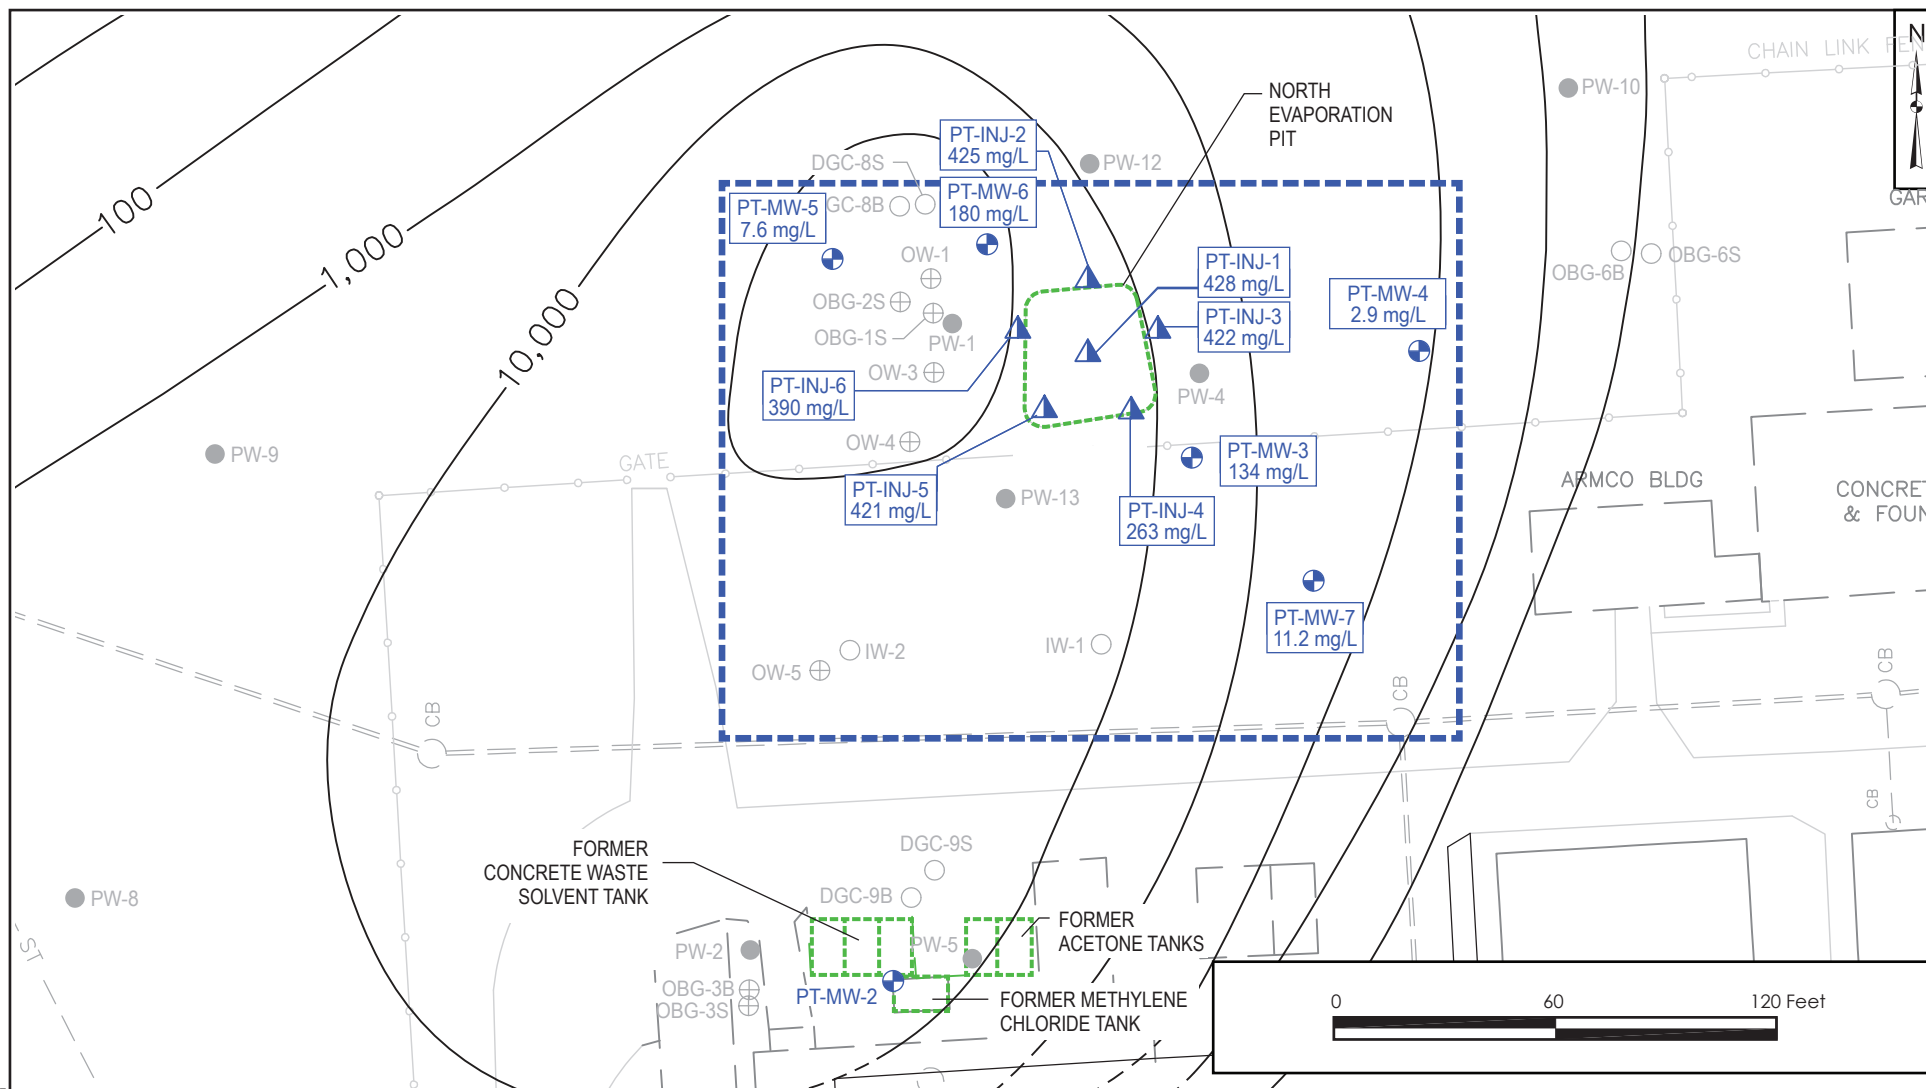 CHAIN LINK FEN
N
PW-10
NORTH
EVAPORATION
PIT
PT-INJ-2
425 mg/L
DGC-8S
PW-12
100
PT-MW-5
7.6 mg/L
GC-8B
PT-MW-6
180 mg/L
GAR
1,000
OW-1
PT-INJ-1
428 mg/L
OBG-6B
OBG-6S
OBG-2S
PT-MW-4
2.9 mg/L
PT-INJ-3
422 mg/L
OBG-1S
PW-1
10,000
OW-3
PT-INJ-6
390 mg/L
PW-4
OW-4
PW-9
GATE
PT-MW-3
134 mg/L
PT-INJ-5
421 mg/L
PW-13
PT-INJ-4
263 mg/L
ARMCO BLDG
CONCRE
& FOUN
PT-MW-7
11.2 mg/L
IW-2
IW-1
OW-5
CB
CB
CB
CB
FORMER
CONCRETE WASTE
SOLVENT TANK
DGC-9S
DGC-9B
PW-8
ST
FORMER
ACETONE TANKS
PW-2
PW-5
OBG-3B
OBG-3S
PT-MW-2
FORMER METHYLENE
CHLORIDE TANK
0 60 120 Feet